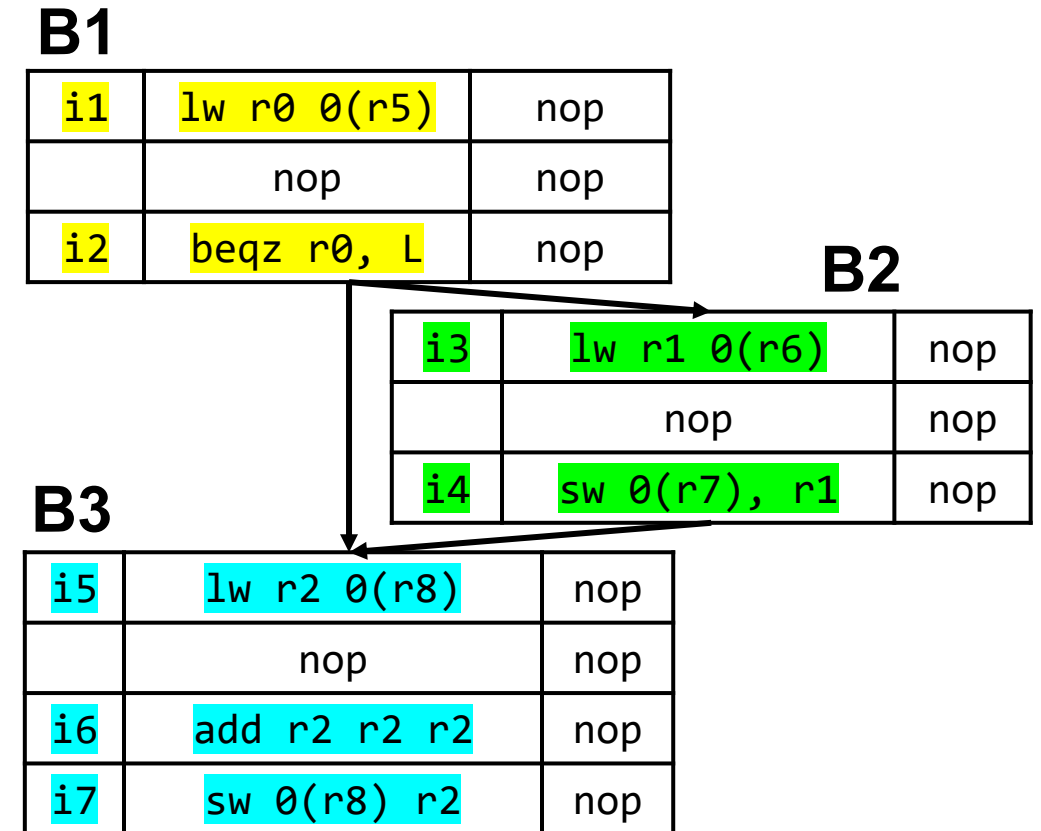 B1
i1 lw r0 0(r5) nop
nop nop
i2 beqz r0, L nop
B2
i3 lw r1 0(r6) nop
nop nop
i4 sw 0(r7), r1 nop
B3
i5 lw r2 0(r8) nop
nop nop
i6 add r2 r2 r2 nop
i7 sw 0(r8) r2 nop